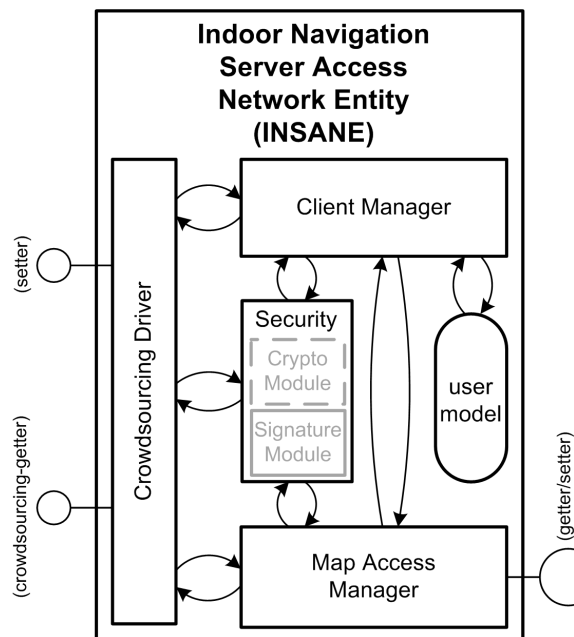 Indoor Navigation
Server Access
Network Entity
(INSANE)
Client Manager
(setter)
Crowdsourcing Driver
Security
Crypto
Module
Signature
Module
user
model
(crowdsourcing-getter)
Map Access
Manager
(getter/setter)